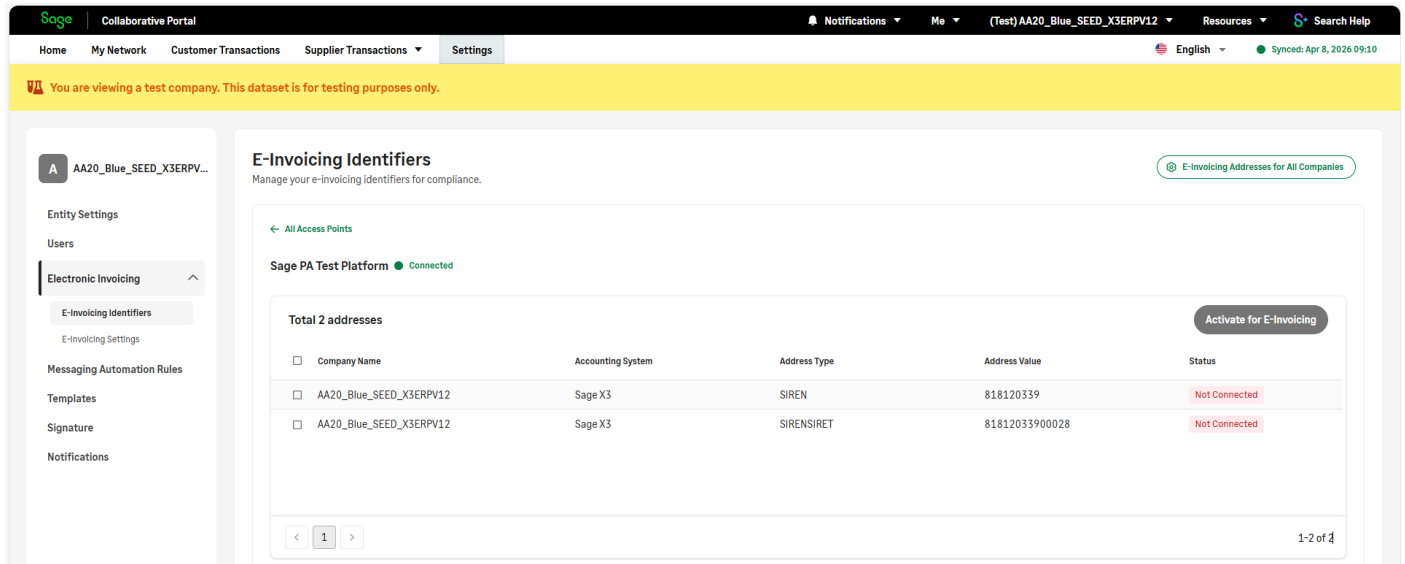 Sage Collaborative Portal Notifications Me (Test) AA20_Blue_SEED_X3ERPV12 Resources Search Help
Home My Network Customer Transactions Supplier Transactions Settings English Synced: Apr 8, 2026 09:10
You are viewing a test company. This dataset is for testing purposes only.
A AA20_Blue_SEED_X3ERPV...
Entity Settings
Users
Electronic Invoicing
E-Invoicing Identifiers
E-Invoicing Settings
Messaging Automation Rules
Templates
Signature
Notifications
E-Invoicing Identifiers
Manage your e-invoicing identifiers for compliance.
E-Invoicing Addresses for All Companies
All Access Points
Sage PA Test Platform Connected
Total 2 addresses
Activate for E-Invoicing
Company Name Accounting System Address Type Address Value Status
AA20_Blue_SEED_X3ERPV12 Sage X3 SIREN 818120339 Not Connected
AA20_Blue_SEED_X3ERPV12 Sage X3 SIRENSIRET 81812033900028 Not Connected
< 1 >
1-2 of 2